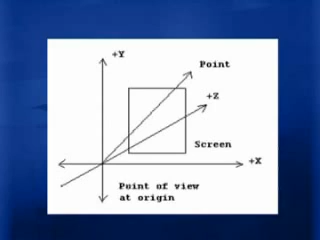 +Y
Point
+Z
Screen
+X
Point of view
at origin